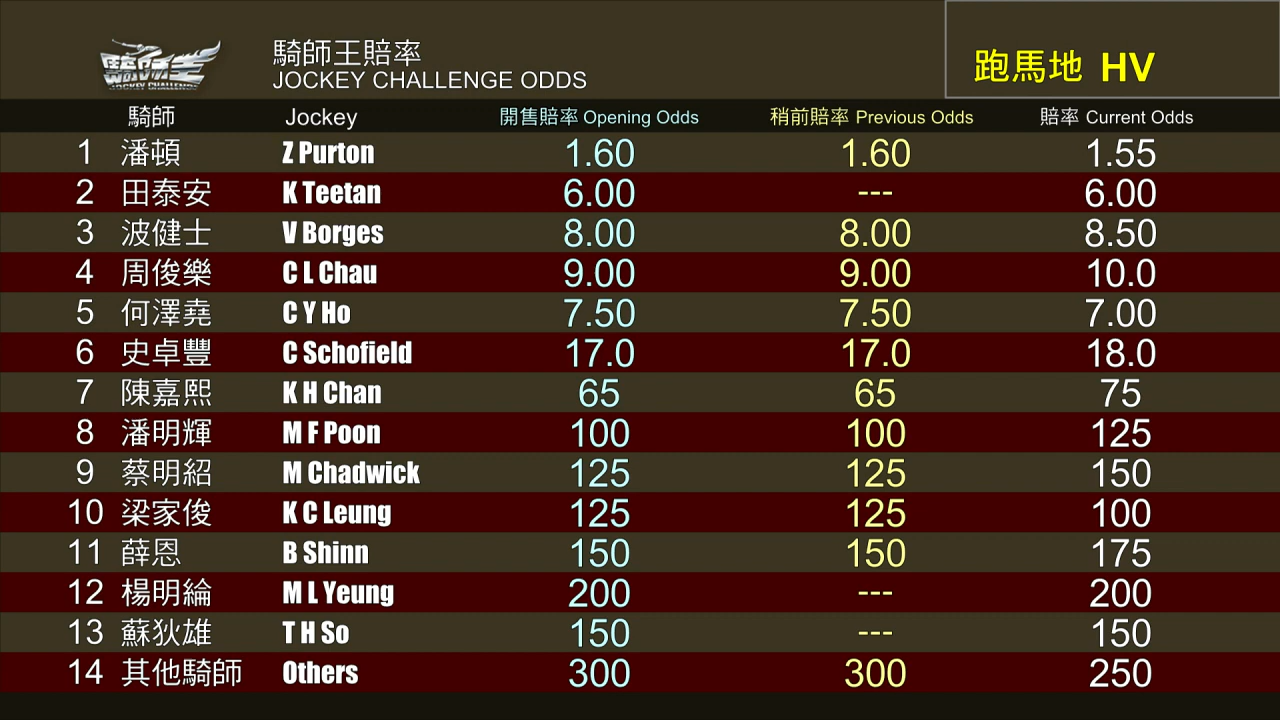 騎師王
JOCKEY CHALLENGE
騎師王賠率
JOCKEY CHALLENGE ODDS
跑馬地 HV
騎師 Jockey 開售賠率 Opening Odds 稍前賠率 Previous Odds 賠率 Current Odds
1 潘頓 Z Purton 1.60 1.60 1.55
2 田泰安 K Teetan 6.00 --- 6.00
3 波健士 V Borges 8.00 8.00 8.50
4 周俊樂 C L Chau 9.00 9.00 10.0
5 何澤堯 C Y Ho 7.50 7.50 7.00
6 史卓豐 C Schofield 17.0 17.0 18.0
7 陳嘉熙 K H Chan 65 65 75
8 潘明輝 M F Poon 100 100 125
9 蔡明紹 M Chadwick 125 125 150
10 梁家俊 K C Leung 125 125 100
11 薛恩 B Shinn 150 150 175
12 楊明綸 M L Yeung 200 --- 200
13 蘇狄雄 T H So 150 --- 150
14 其他騎師 Others 300 300 250